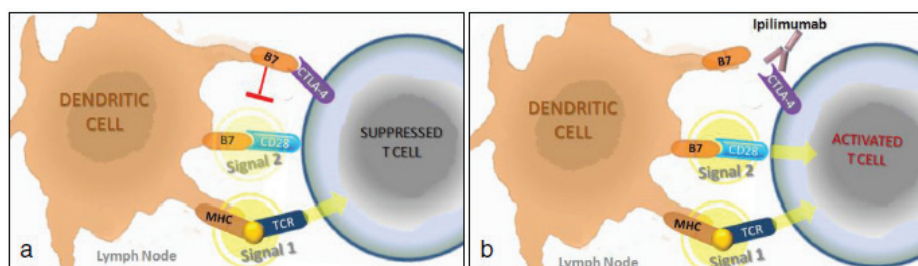 B7
CTLA-4
DENDRITIC
CELL
SUPPRESSED
T CELL
B7
CD28
Signal 2
MHC
TCR
Signal 1
a
Lymph Node
Ipilimumab
B7
CTLA-4
DENDRITIC
CELL
ACTIVATED
T CELL
B7
CD28
Signal 2
MHC
TCR
Signal 1
b
Lymph Node